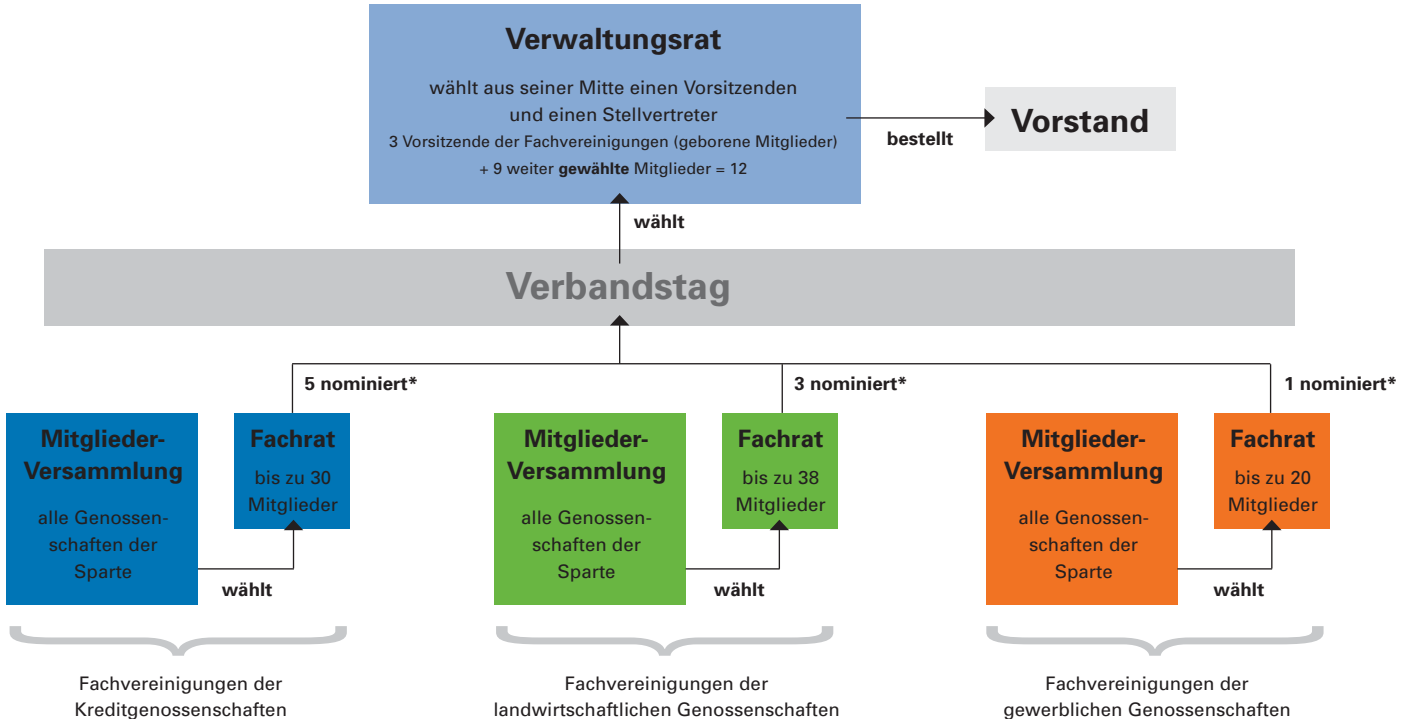 Verwaltungsrat
wählt aus seiner Mitte einen Vorsitzenden
und einen Stellvertreter
3 Vorsitzende der Fachvereinigungen (geborene Mitglieder)
+ 9 weiter gewählte Mitglieder = 12
bestellt
Vorstand
wählt
Verbandstag
5 nominiert*
3 nominiert*
1 nominiert*
Mitglieder-
Versammlung
alle Genossen-
schaften der
Sparte
Fachrat
bis zu 30
Mitglieder
wählt
Mitglieder-
Versammlung
alle Genossen-
schaften der
Sparte
Fachrat
bis zu 38
Mitglieder
wählt
Mitglieder-
Versammlung
alle Genossen-
schaften der
Sparte
Fachrat
bis zu 20
Mitglieder
wählt
Fachvereinigungen der
Kreditgenossenschaften
Fachvereinigungen der
landwirtschaftlichen Genossenschaften
Fachvereinigungen der
gewerblichen Genossenschaften